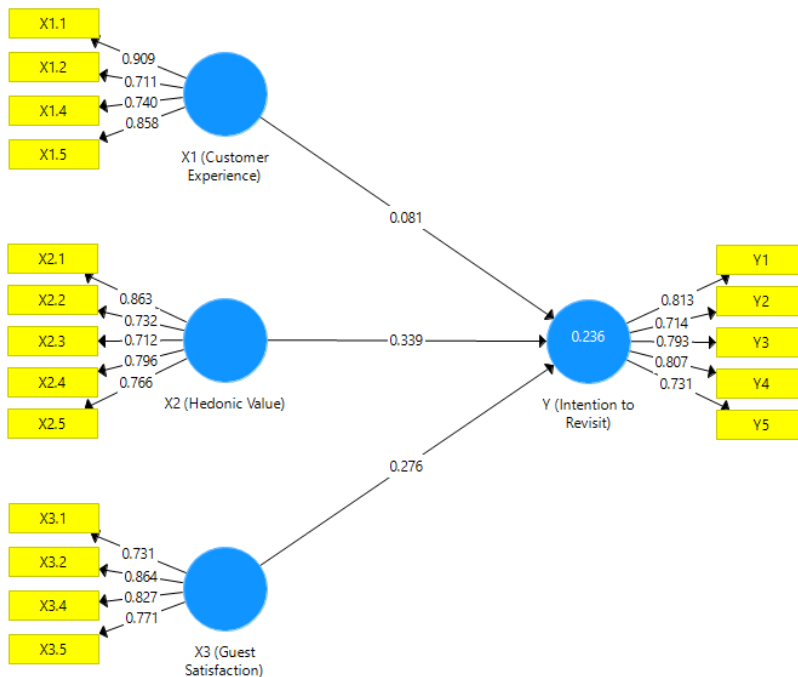 X1.1
0.909
X1.2
0.711
X1.4
0.740
X1.5
0.858
X1 (Customer
Experience)
0.081
X2.1
0.863
X2.2
0.732
X2.3
0.712
X2.4
0.796
X2.5
0.766
X2 (Hedonic Value)
0.339
0.236
Y (Intention to
Revisit)
Y1
0.813
Y2
0.714
Y3
0.793
Y4
0.807
Y5
0.731
0.276
X3.1
0.731
X3.2
0.864
X3.4
0.827
X3.5
0.771
X3 (Guest
Satisfaction)